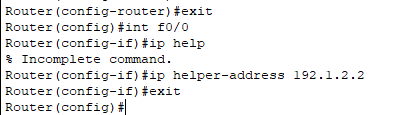 Router(config-router)#exit
Router(config)#int f0/0
Router(config-if)#ip help
% Incomplete command.
Router(config-if)#ip helper-address 192.1.2.2
Router(config-if)#exit
Router(config)#